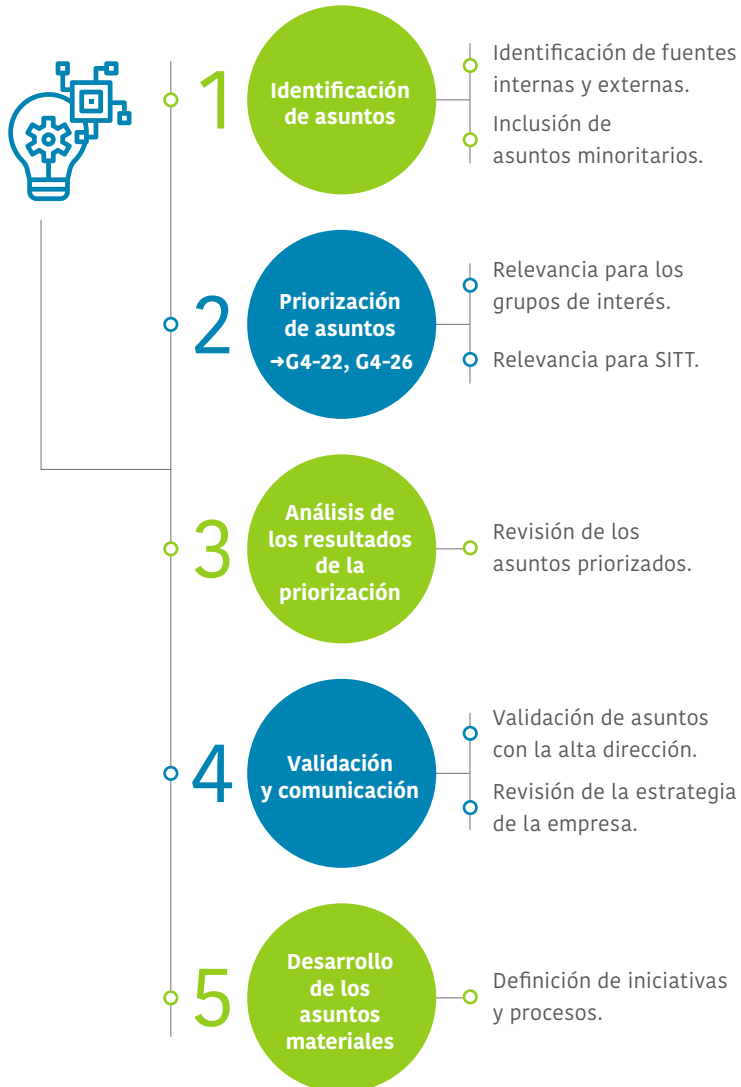 1
Identificación
de asuntos
Identificación de fuentes
internas y externas.
Inclusión de
asuntos minoritarios.
2
Priorización
de asuntos
→G4-22, G4-26
Relevancia para los
grupos de interés.
Relevancia para SITT.
3
Análisis de
los resultados
de la
priorización
Revisión de los
asuntos priorizados.
4
Validación
y comunicación
Validación de asuntos
con la alta dirección.
Revisión de la estrategia
de la empresa.
5
Desarrollo
de los
asuntos
materiales
Definición de iniciativas
y procesos.